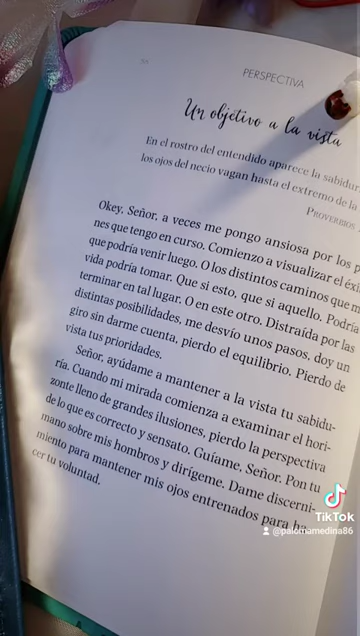 PERSPECTIVA
Un objetivo a la vista
En el rostro del entendido aparece la
los ojos del necio vagan hasta el extremo de la
PROVERBIOS
Okey, Señor, a veces me pongo ansiosa por los
nes que tengo en curso. Comienzo a visualizar el
que podría venir luego. O los distintos caminos que
vida podría tomar. Que si esto, que si aquello. Podría
terminar en tal lugar. O en este otro. Distraída por las
distintas posibilidades, me desvío unos pasos, doy un
giro sin darme cuenta, pierdo el equilibrio. Pierdo de
vista tus prioridades.
Señor, ayúdame a mantener a la vista tu sabidu-
ría. Cuando mi mirada comienza a examinar el hori-
zonte lleno de grandes ilusiones, pierdo la perspectiva
de lo que es correcto y sensato. Guíame, Señor. Pon tu
mano sobre mis hombros y dirígeme. Dame discerni-
miento para mantener mis ojos entrenados para ha-
cer tu voluntad.
TikTok
@palomamedina86